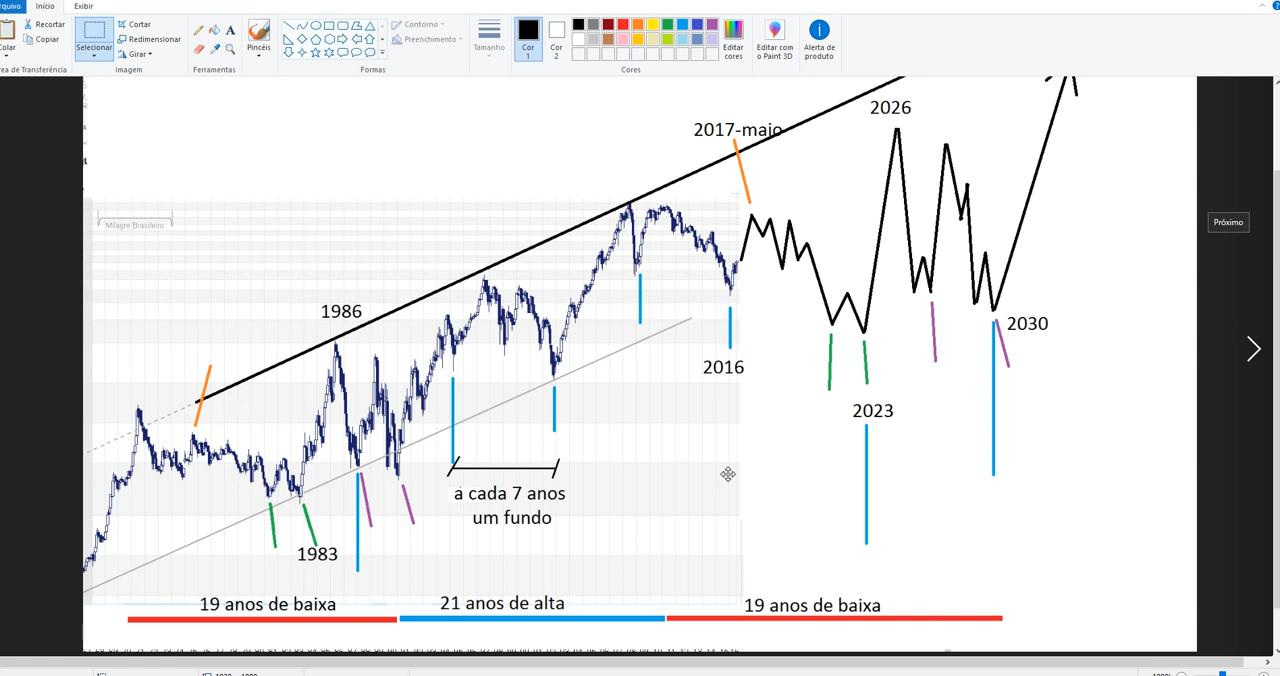 Arquivo Início Exibir
Colar
Recortar
Copiar
Selecionar
Cortar
Redimensionar
Girar
Pincéis
Contorno
Preenchimento
Tamanho
Cor
1
Cor
2
Editar
cores
Editar com
o Paint 3D
Alerta de
produto
Área de Transferência Imagem Ferramentas Formas Cores
2026
2017-maio
Milagre Brasileiro
Próximo
1986
2030
2016
2023
a cada 7 anos
um fundo
1983
19 anos de baixa 21 anos de alta 19 anos de baixa
100%